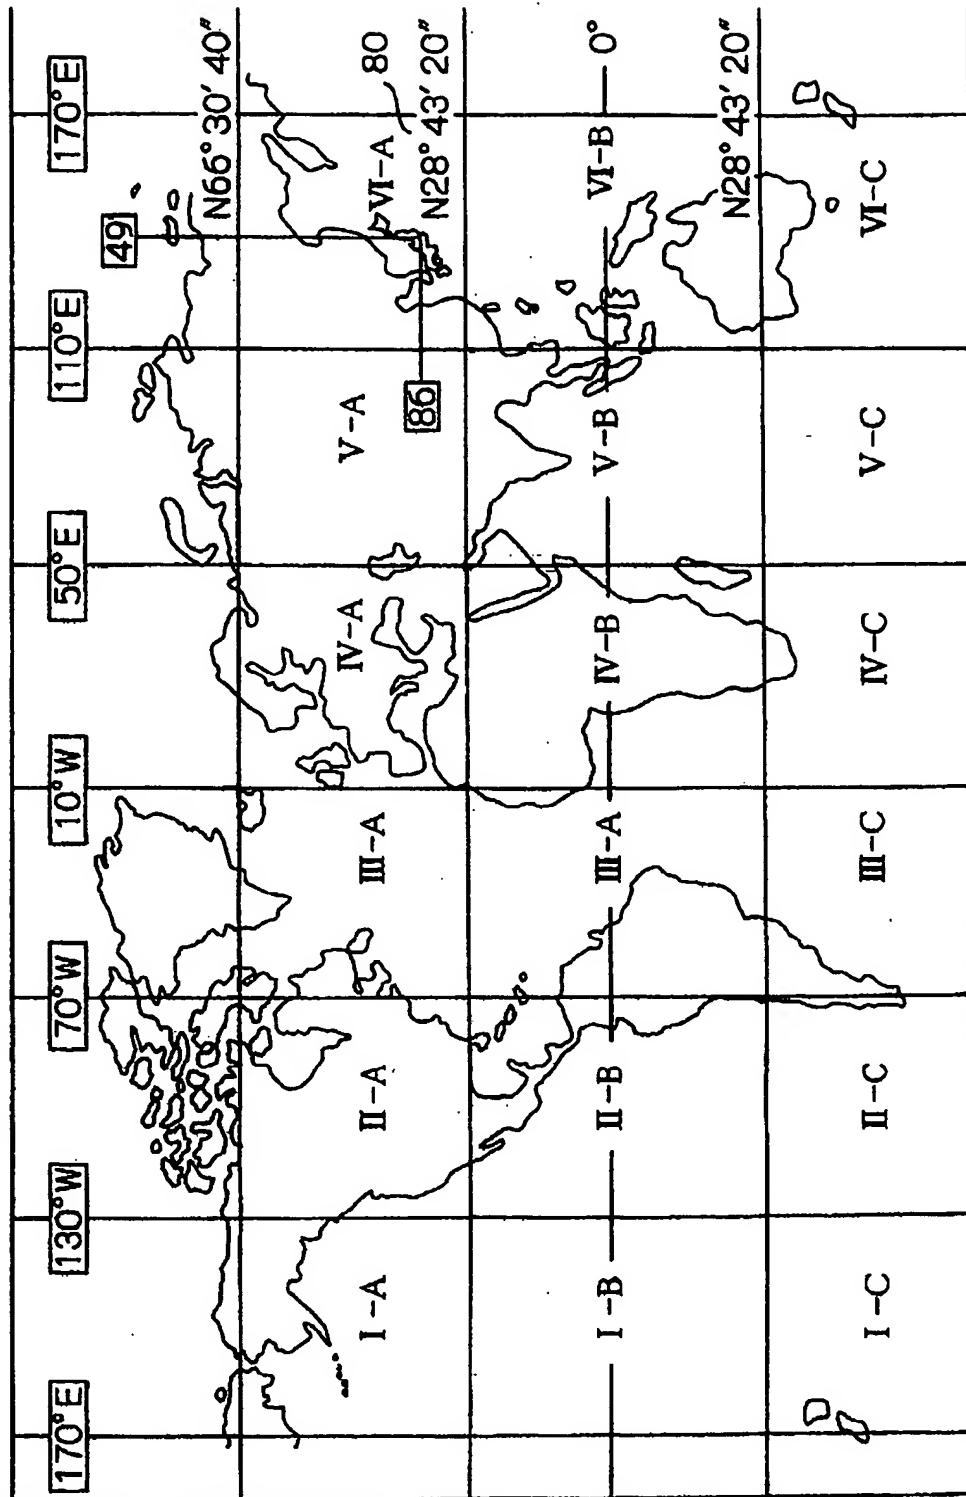 170°E
130°W
70°W
10°W
50°E
110°E
170°E
49
N66° 30′ 40″
80
I-A
II-A
III-A
IV-A
V-A
VI-A
86
N28° 43′ 20″
I-B
II-B
III-A
IV-B
V-B
VI-B
0°
N28° 43′ 20″
I-C
II-C
III-C
IV-C
V-C
VI-C